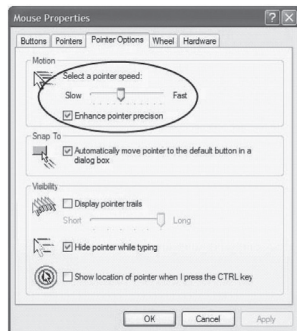 Mouse Properties
Buttons Pointers Pointer Options Wheel Hardware
Motion
Select a pointer speed:
Slow Fast
Enhance pointer precision
Snap To
Automatically move pointer to the default button in a
dialog box
Visibility
Display pointer trails
Short Long
Hide pointer while typing
Show location of pointer when I press the CTRL key
OK Cancel Apply